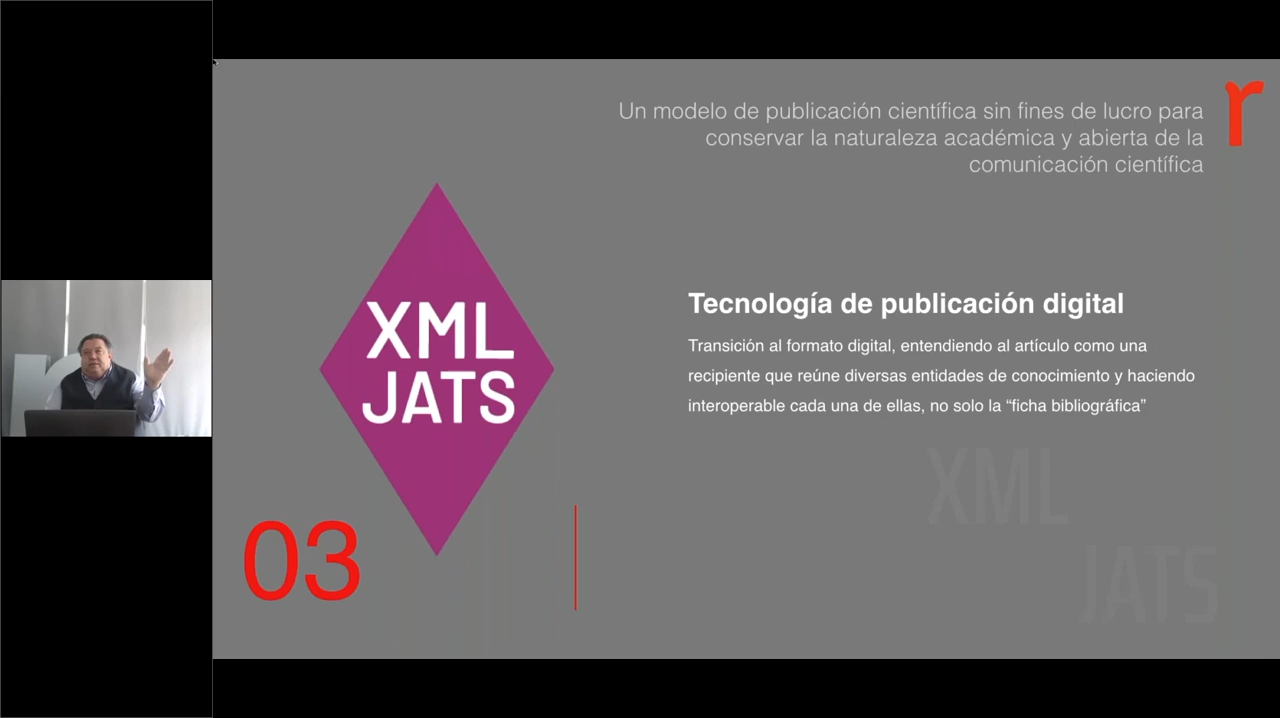 Un modelo de publicación científica sin fines de lucro para
conservar la naturaleza académica y abierta de la
comunicación científica
r
XML
JATS
Tecnología de publicación digital
Transición al formato digital, entendiendo al artículo como una
recipiente que reúne diversas entidades de conocimiento y haciendo
interoperable cada una de ellas, no solo la “ficha bibliográfica”
XML
JATS
03